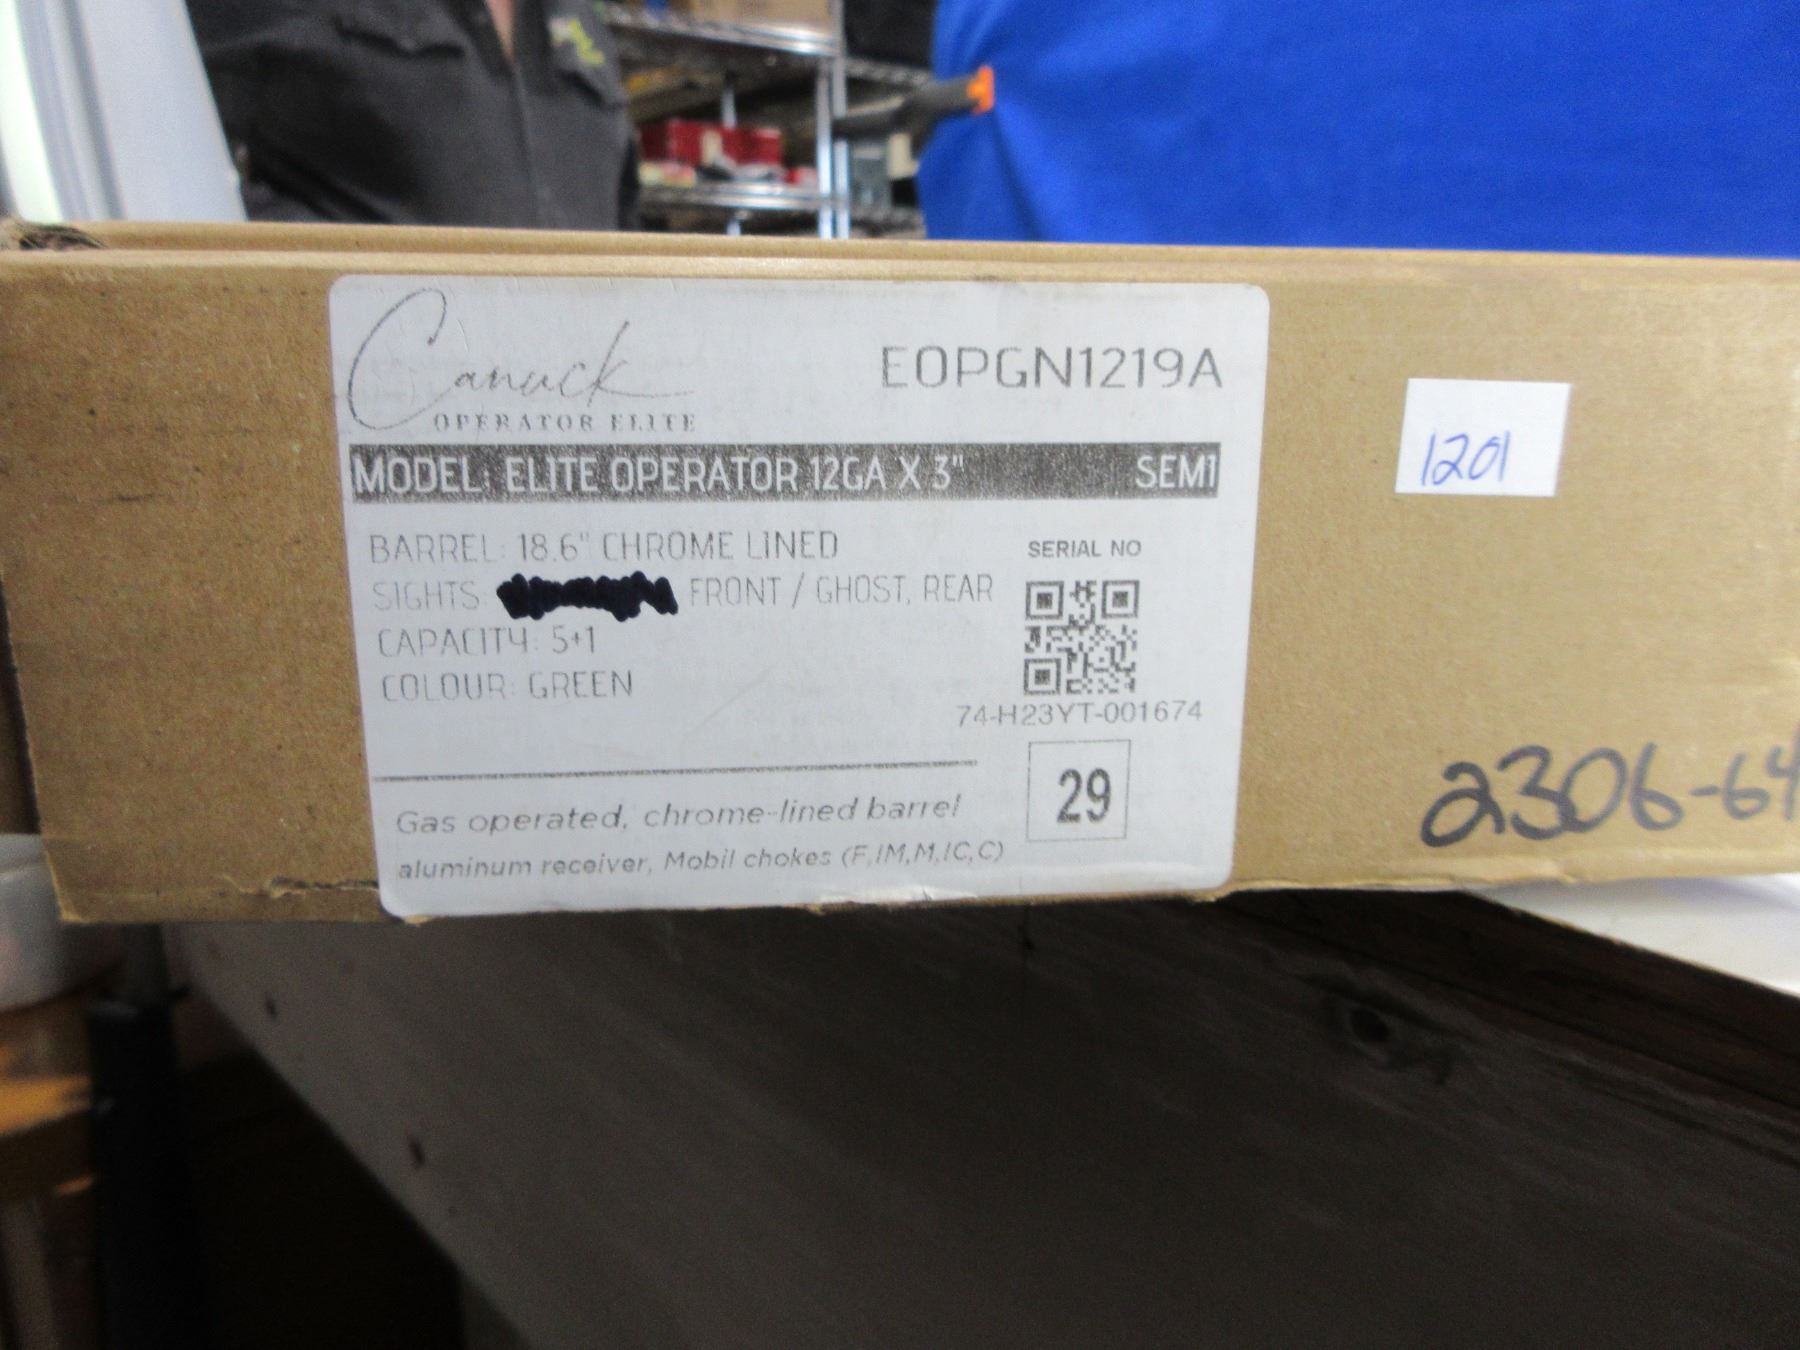 Canuck
OPERATOR ELITE
EOPGN1219A
MODEL: ELITE OPERATOR 12GA X 3" SEMI
BARREL: 18.6" CHROME LINED
SIGHTS: FRONT / GHOST, REAR
CAPACITY: 5+1
COLOUR: GREEN
SERIAL NO
74-H23YT-001674
29
Gas operated, chrome-lined barrel
aluminum receiver, Mobil chokes (F,IM,M,IC,C)
1201
2306-64